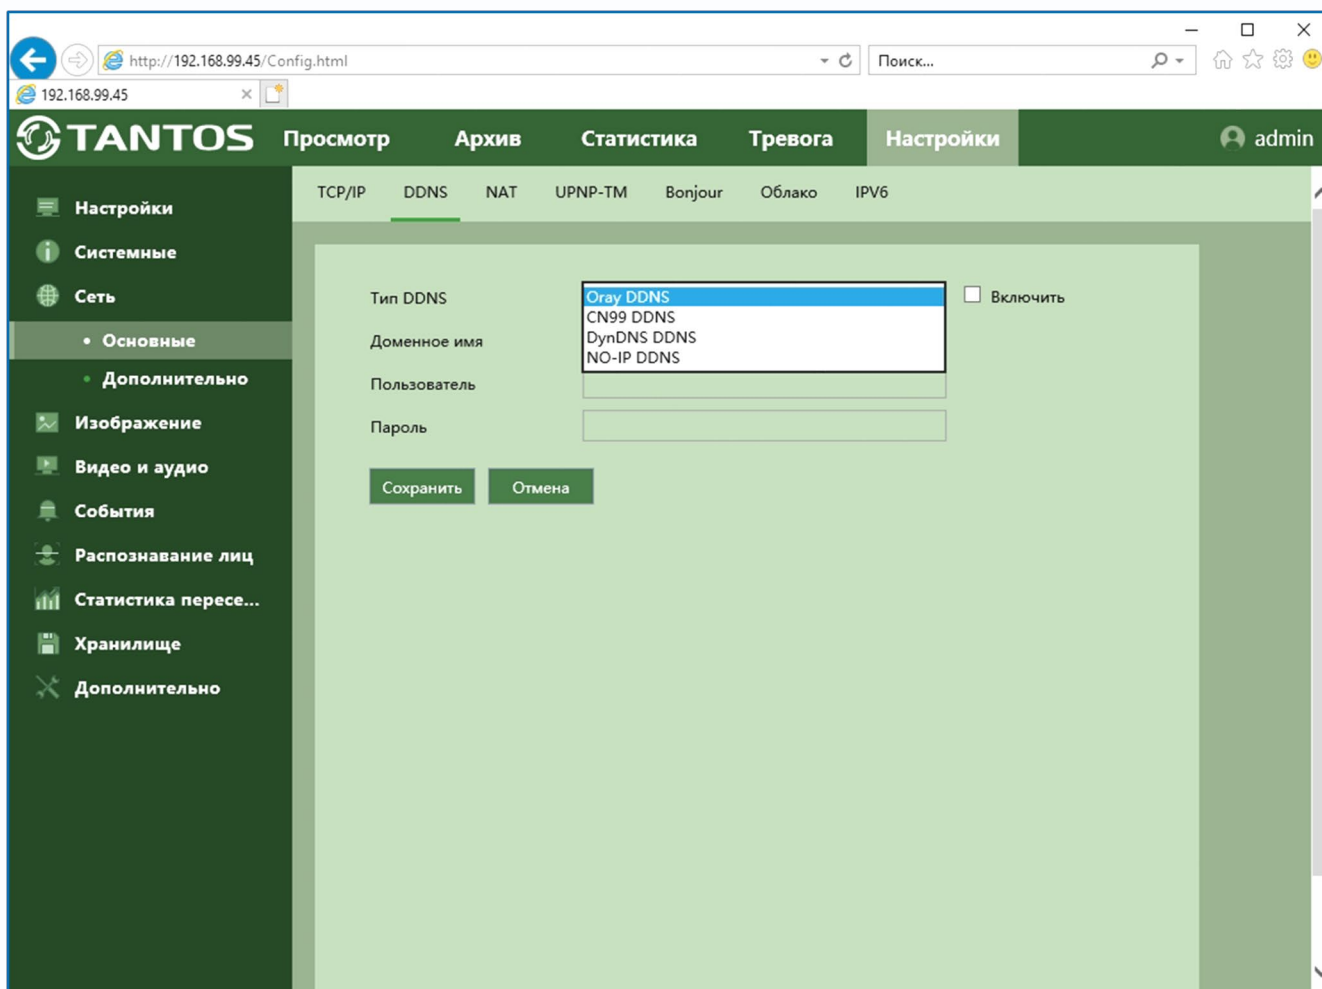 http://192.168.99.45/Config.html
Поиск...
192.168.99.45
TANTOS Просмотр Архив Статистика Тревога Настройки admin
TCP/IP DDNS NAT UPNP-TM Bonjour Облако IPV6
Настройки
Системные
Сеть
• Основные
• Дополнительно
Изображение
Видео и аудио
События
Распознавание лиц
Статистика пересе...
Хранилище
Дополнительно
Тип DDNS
Oray DDNS
CN99 DDNS
DynDNS DDNS
NO-IP DDNS
Включить
Доменное имя
Пользователь
Пароль
Сохранить Отмена